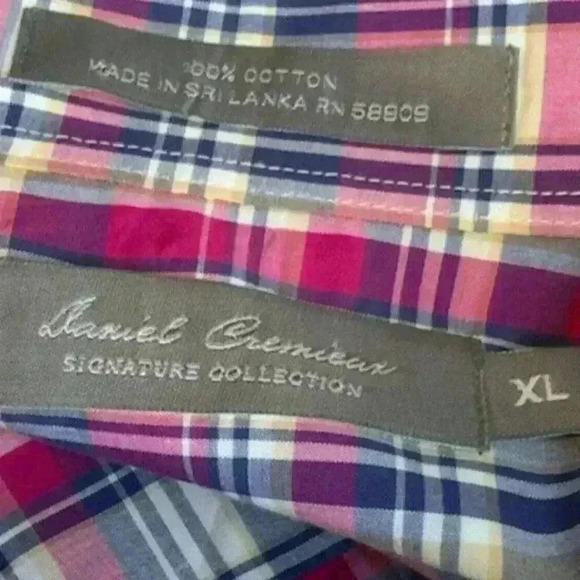 100% COTTON
MADE IN SRI LANKA RN 58909
Daniel Cremieux
SIGNATURE COLLECTION
XL